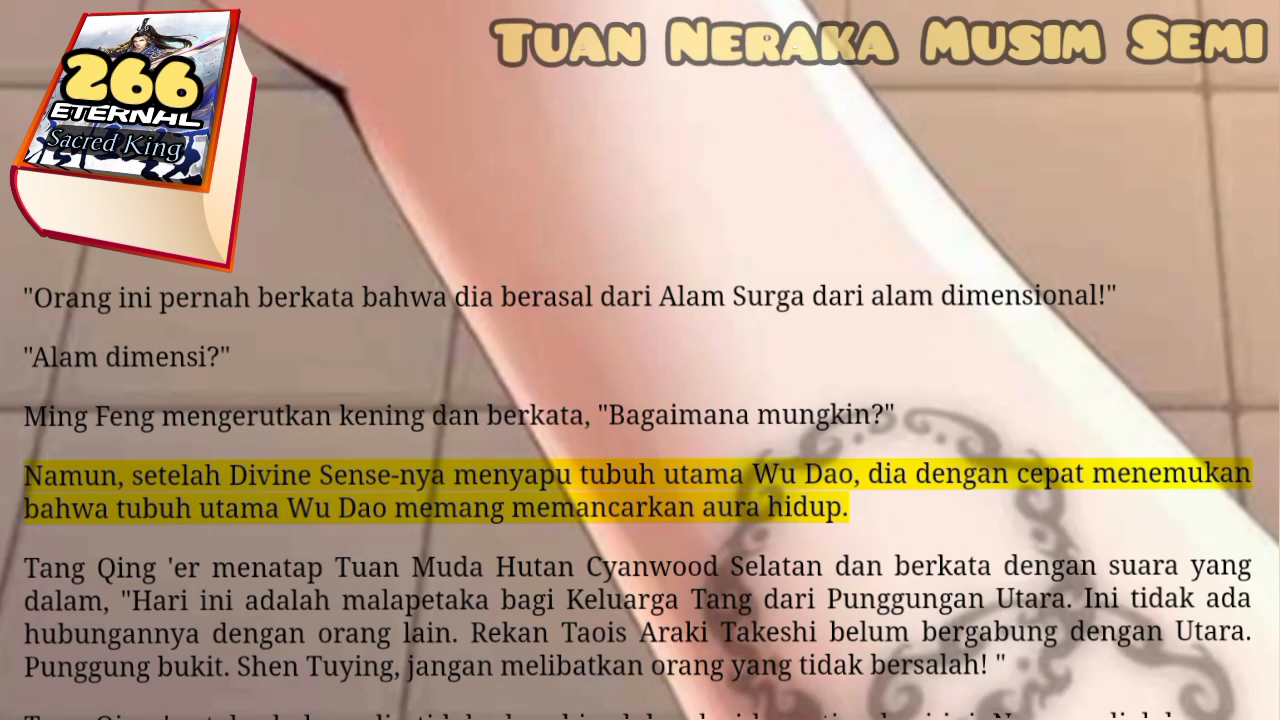 266
ETERNAL
Sacred King
TUAN NERAKA MUSIM SEMI
"Orang ini pernah berkata bahwa dia berasal dari Alam Surga dari alam dimensional!"
"Alam dimensi?"
Ming Feng mengerutkan kening dan berkata, "Bagaimana mungkin?"
Namun, setelah Divine Sense-nya menyapu tubuh utama Wu Dao, dia dengan cepat menemukan
bahwa tubuh utama Wu Dao memang memancarkan aura hidup.
Tang Qing 'er menatap Tuan Muda Hutan Cyanwood Selatan dan berkata dengan suara yang
dalam, "Hari ini adalah malapetaka bagi Keluarga Tang dari Punggungan Utara. Ini tidak ada
hubungannya dengan orang lain. Rekan Taois Araki Takeshi belum bergabung dengan Utara.
Punggung bukit. Shen Tuying, jangan melibatkan orang yang tidak bersalah! "